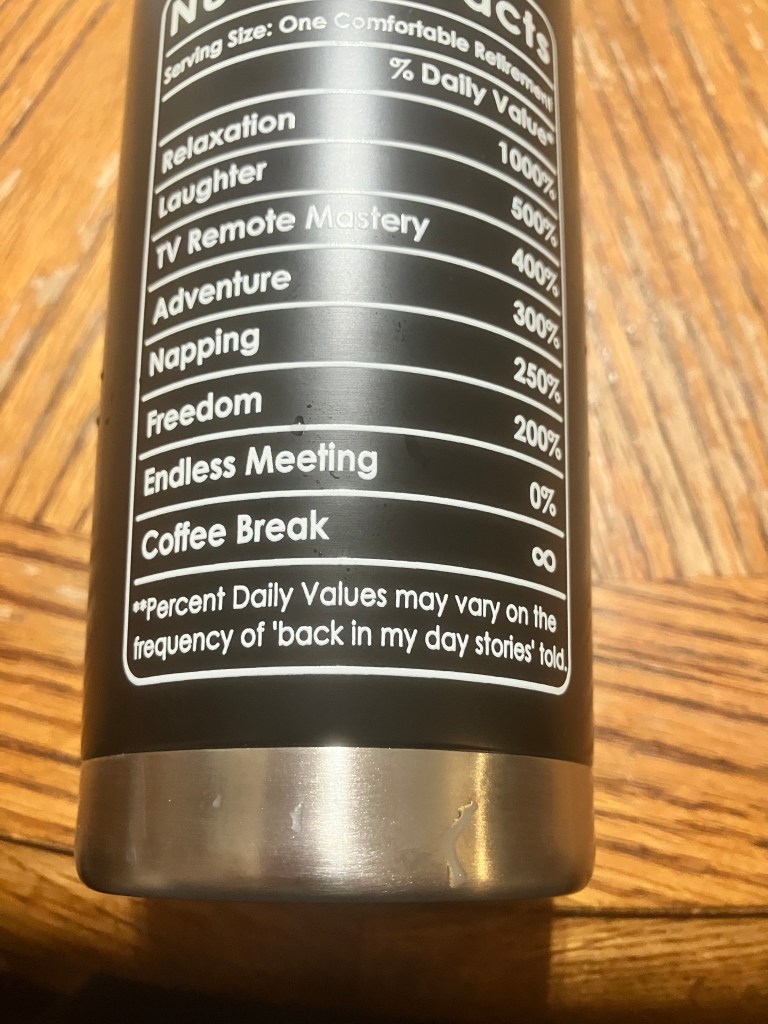 Serving Size: One Comfortable Retirement
% Daily Value*
Relaxation 1000%
Laughter 500%
TV Remote Mastery 400%
Adventure 300%
Napping 250%
Freedom 200%
Endless Meeting 0%
Coffee Break ∞
**Percent Daily Values may vary on the
frequency of 'back in my day stories' told.